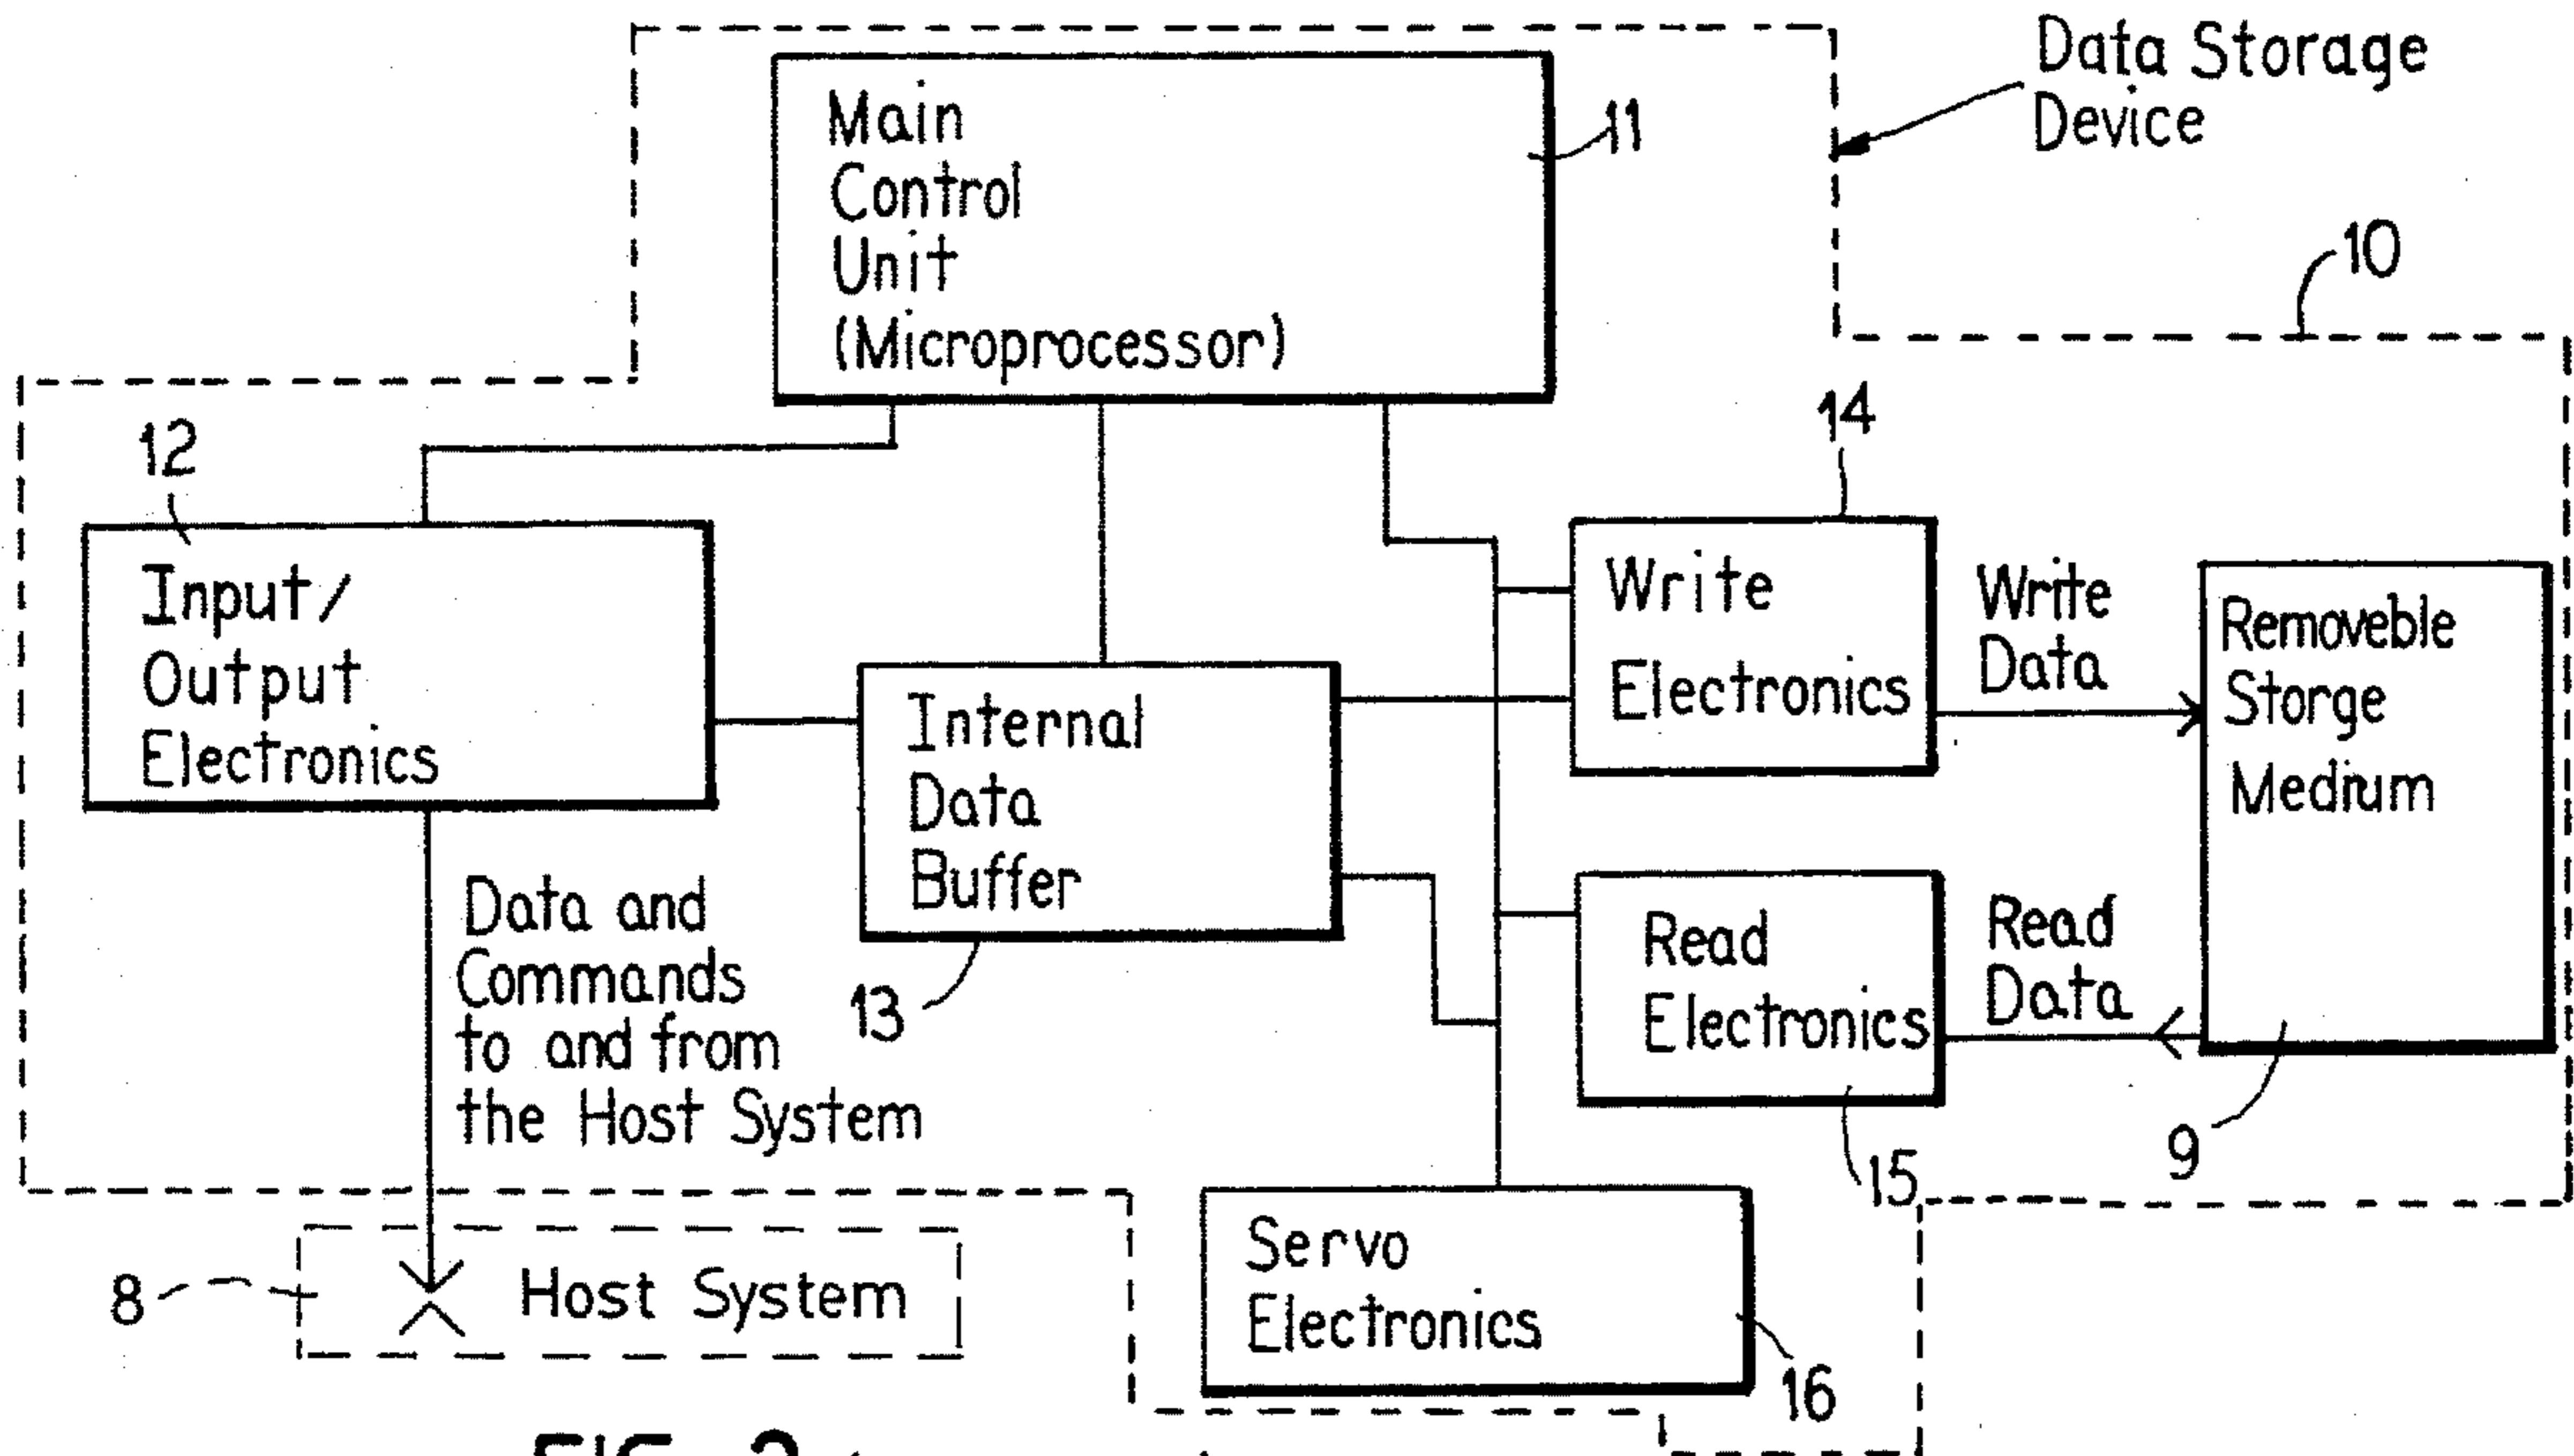 Data Storage
Device
Main
Control
Unit
(Microprocessor)
11
10
12
14
Input/
Output
Electronics
Write
Electronics
Write
Data
Removeble
Storge
Medium
Internal
Data
Buffer
13
Data and
Commands
to and from
the Host System
Read
Electronics
Read
Data
15
9
8
Host System
Servo
Electronics
16